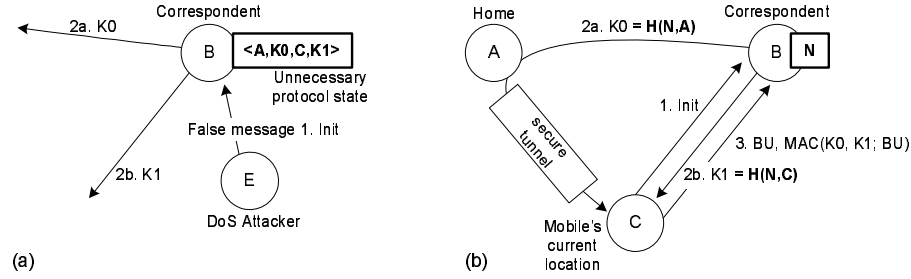 Correspondent
2a. K0
B
<A,K0,C,K1>
Unnecessary
protocol state
False message 1. Init
2b. K1
E
DoS Attacker
(a)
Home
Correspondent
2a. K0 = H(N,A)
A
B
N
1. Init
secure
tunnel
3. BU, MAC(K0, K1; BU)
2b. K1 = H(N,C)
C
Mobile's
current
location
(b)